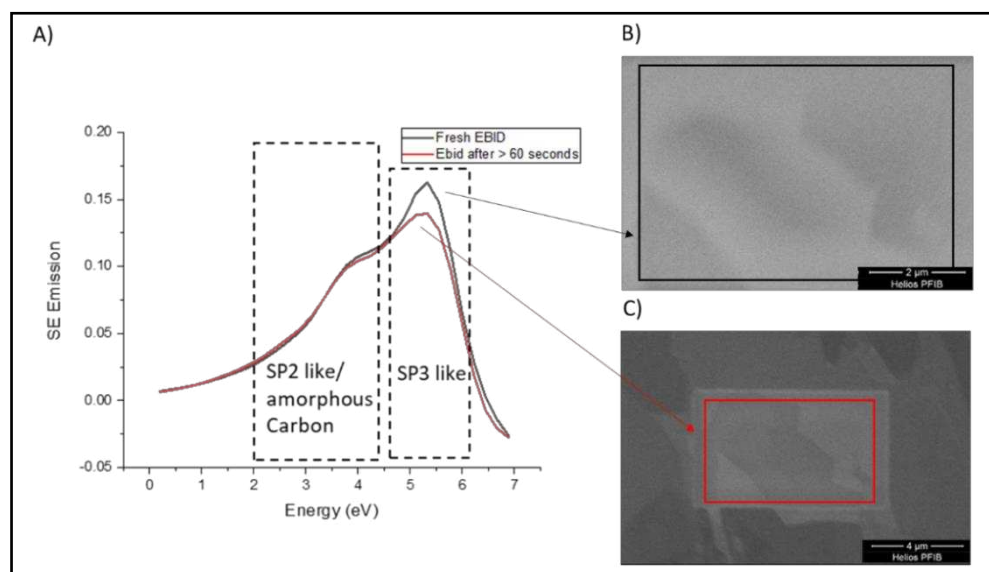 A)
SE Emission
0.20
0.15
0.10
0.05
0.00
-0.05
Fresh EBID
Ebid after > 60 seconds
SP2 like/
amorphous
Carbon
SP3 like
0 1 2 3 4 5 6 7
Energy (eV)
B)
2 µm
Helios PFIB
C)
4 µm
Helios PFIB